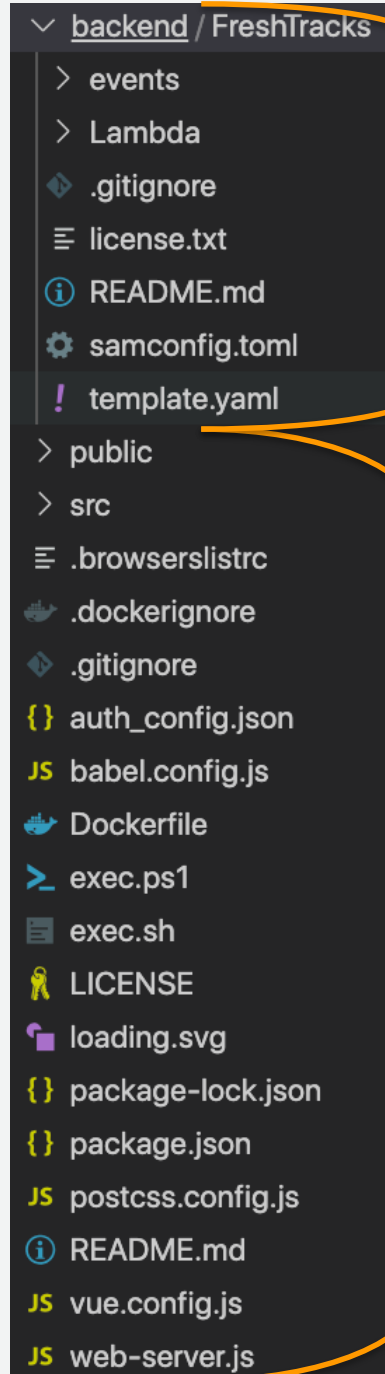 backend / FreshTracks
events
Lambda
.gitignore
license.txt
README.md
samconfig.toml
template.yaml
public
src
.browserslistrc
.dockerignore
.gitignore
auth_config.json
babel.config.js
Dockerfile
exec.ps1
exec.sh
LICENSE
loading.svg
package-lock.json
package.json
postcss.config.js
README.md
vue.config.js
web-server.js